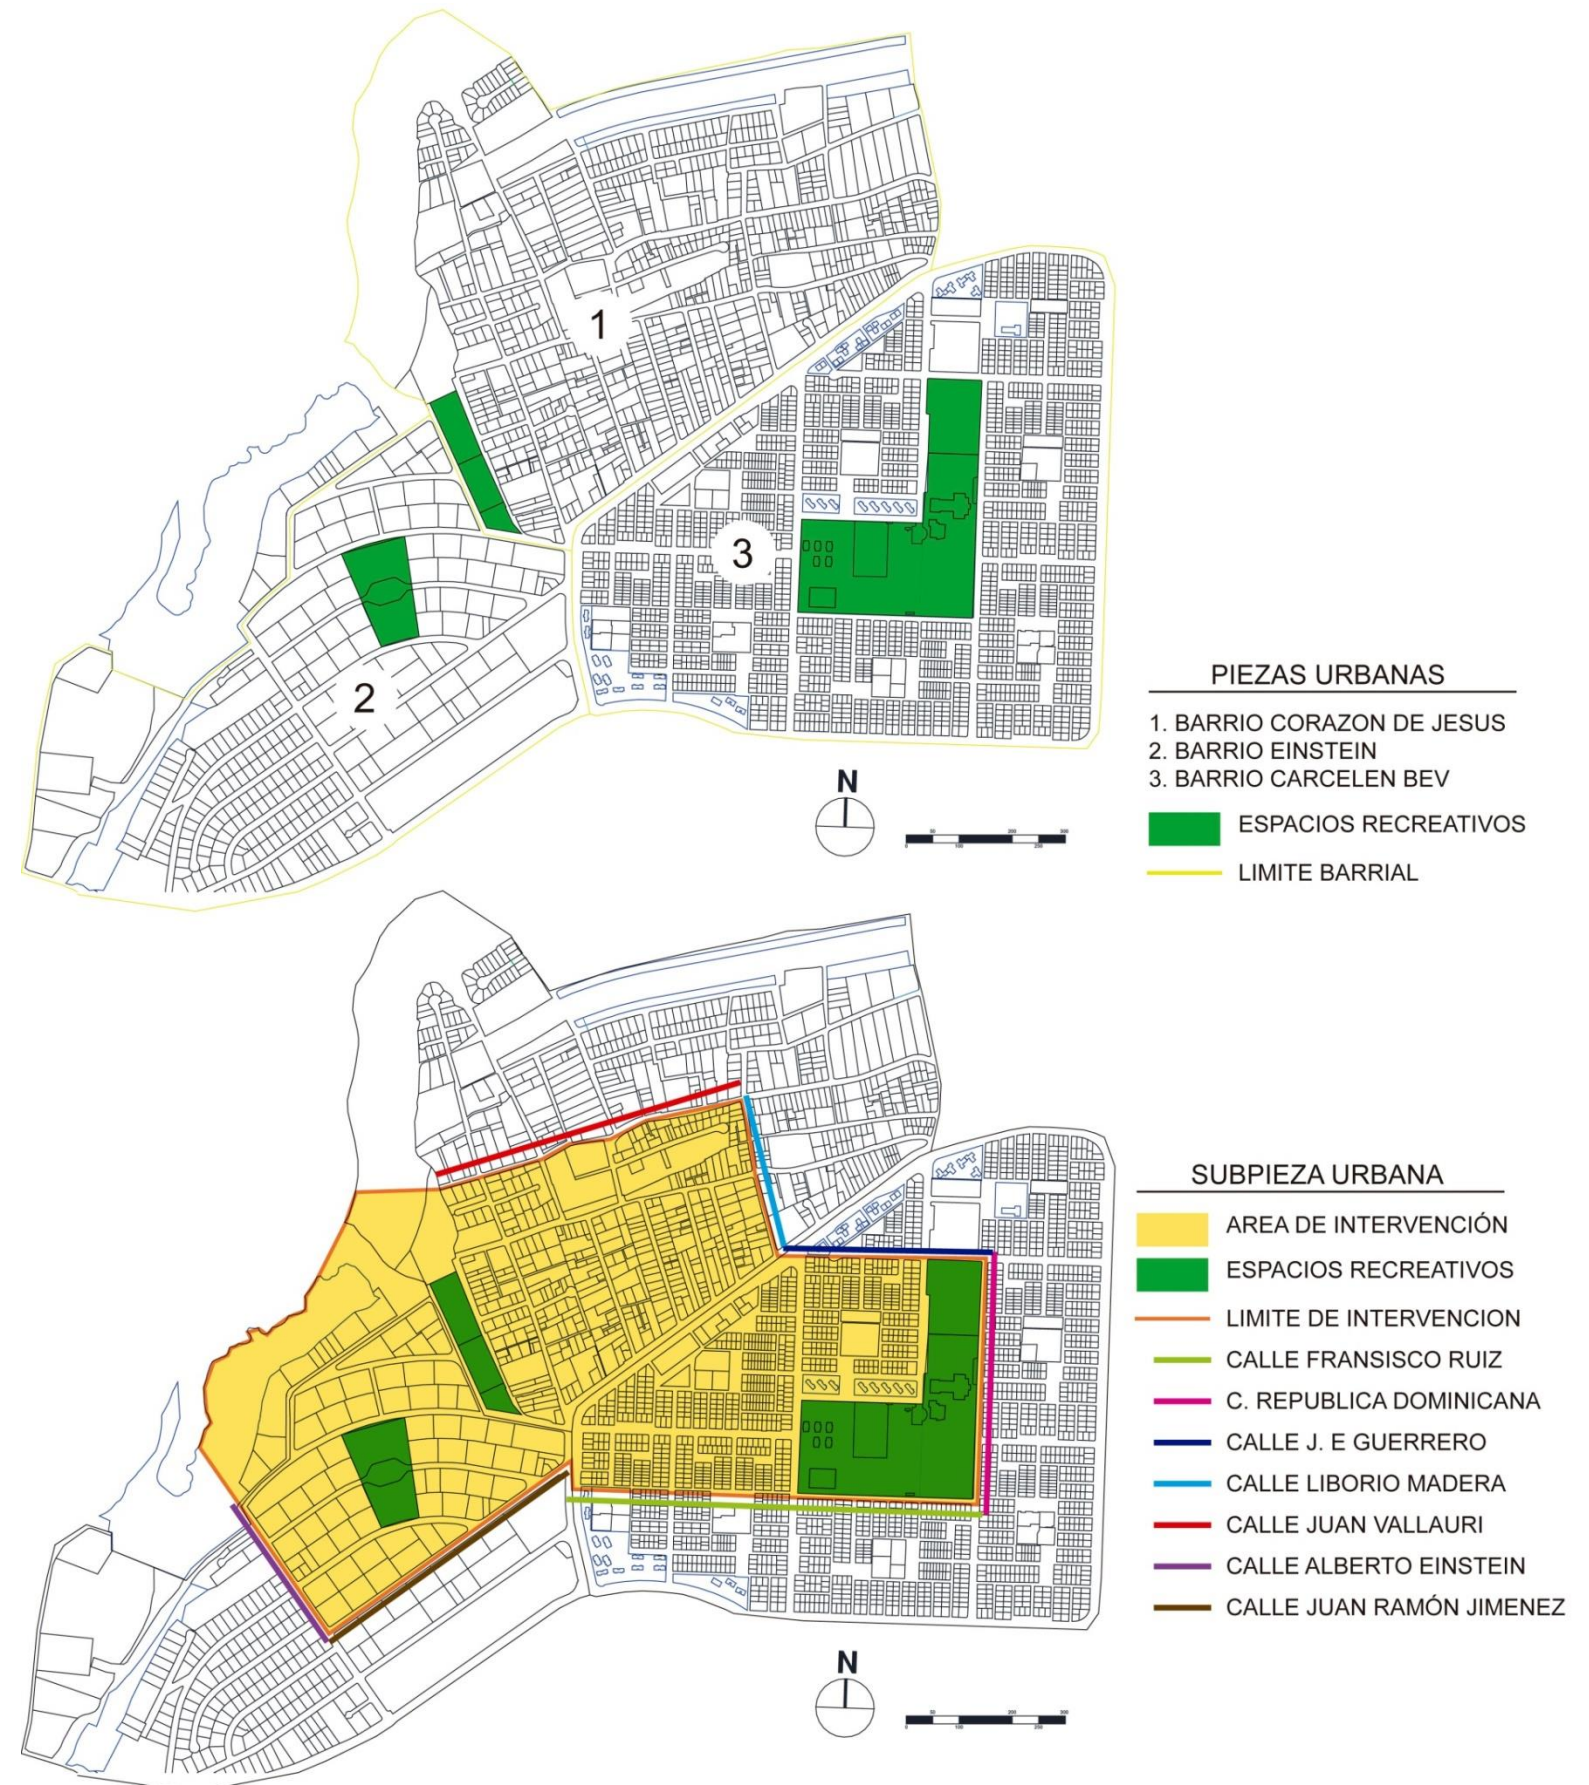 1
2
3
PIEZAS URBANAS
1. BARRIO CORAZON DE JESUS
2. BARRIO EINSTEIN
3. BARRIO CARCELEN BEV
ESPACIOS RECREATIVOS
LIMITE BARRIAL
N
SUBPIEZA URBANA
AREA DE INTERVENCIÓN
ESPACIOS RECREATIVOS
LIMITE DE INTERVENCION
CALLE FRANSISCO RUIZ
C. REPUBLICA DOMINICANA
CALLE J. E GUERRERO
CALLE LIBORIO MADERA
CALLE JUAN VALLAURI
CALLE ALBERTO EINSTEIN
CALLE JUAN RAMÓN JIMENEZ
N